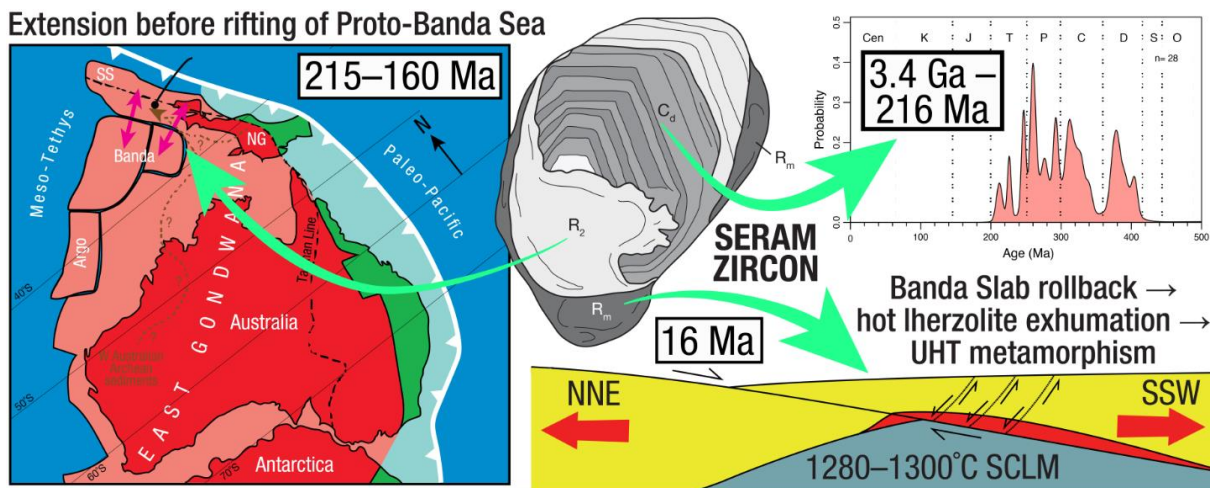 Extension before rifting of Proto-Banda Sea
215–160 Ma
SS
NG
Banda
Argo
Meso-Tethys
Paleo-Pacific
N
?
?
?
EAST GONDWANA
Tasman Line
Australia
W Australian
Archean
sediments
Antarctica
40°S
50°S
60°S
70°S
C_d
R_m
R_2
R_m
SERAM
ZIRCON
16 Ma
3.4 Ga –
216 Ma
Probability
0.5
0.4
0.3
0.2
0.1
0.0
Cen K J T P C D S O
n= 28
0 100 200 300 400 500
Age (Ma)
Banda Slab rollback →
hot lherzolite exhumation →
UHT metamorphism
NNE
SSW
1280–1300°C SCLM